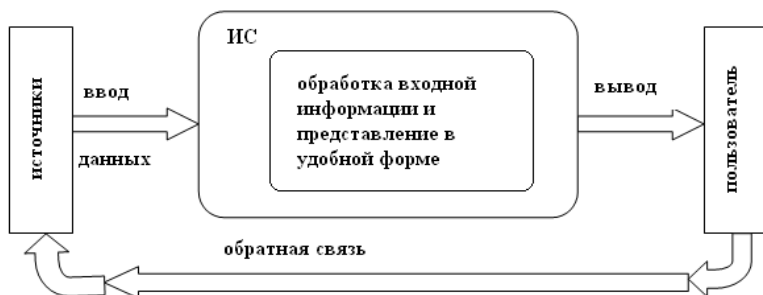 источники
ввод
данных
ИС
обработка входной
информации и
представление в
удобной форме
вывод
пользователь
обратная связь